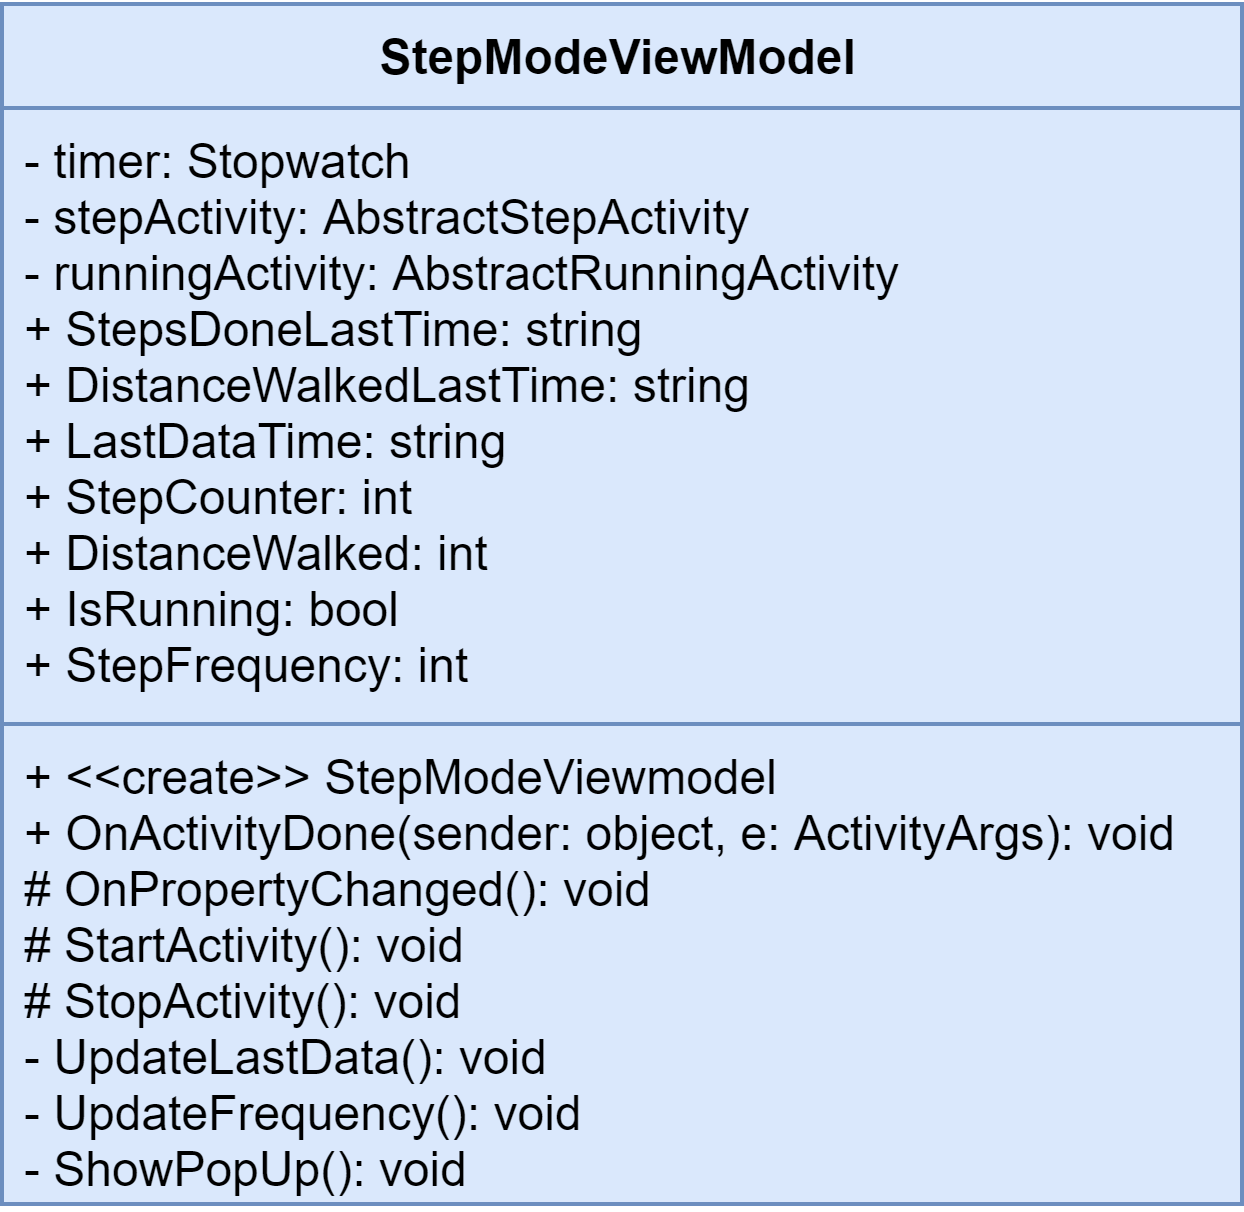 StepModeViewModel
- timer: Stopwatch
- stepActivity: AbstractStepActivity
- runningActivity: AbstractRunningActivity
+ StepsDoneLastTime: string
+ DistanceWalkedLastTime: string
+ LastDataTime: string
+ StepCounter: int
+ DistanceWalked: int
+ IsRunning: bool
+ StepFrequency: int
+ <<create>> StepModeViewmodel
+ OnActivityDone(sender: object, e: ActivityArgs): void
# OnPropertyChanged(): void
# StartActivity(): void
# StopActivity(): void
- UpdateLastData(): void
- UpdateFrequency(): void
- ShowPopUp(): void